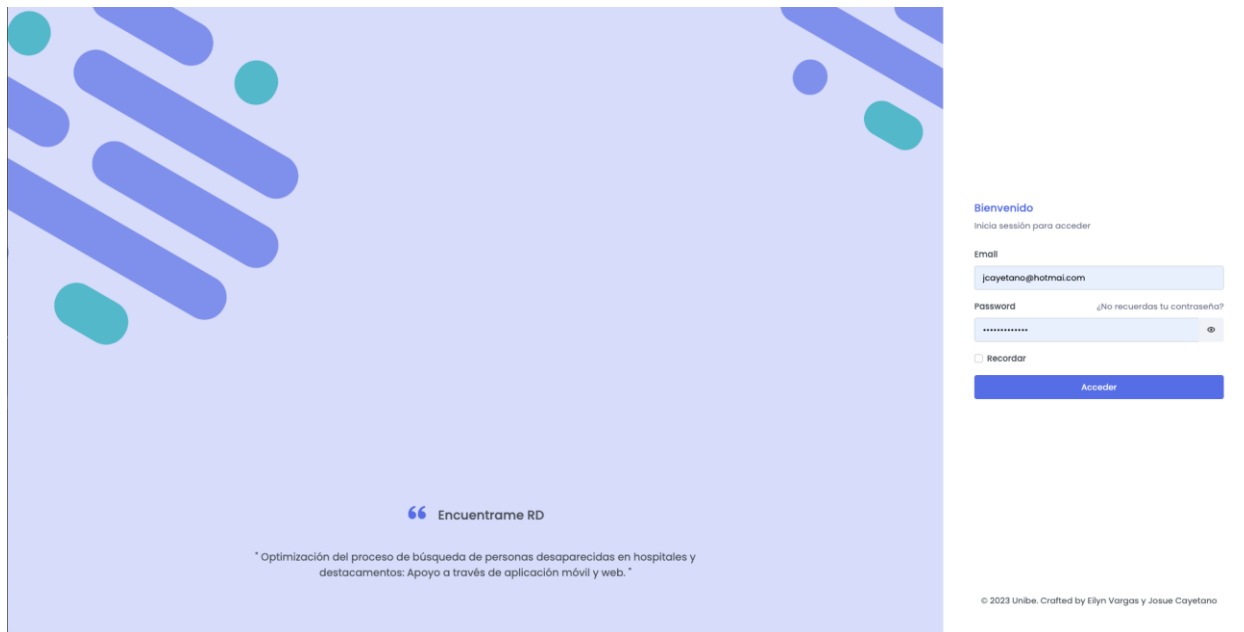 Bienvenido
Inicia sessión para acceder
Email
jcayetano@hotmai.com
Password ¿No recuerdas tu contraseña?
Recordar
Acceder
Encuentrame RD
" Optimización del proceso de búsqueda de personas desaparecidas en hospitales y
destacamentos: Apoyo a través de aplicación móvil y web. "
© 2023 Unibe. Crafted by Eilyn Vargas y Josue Cayetano